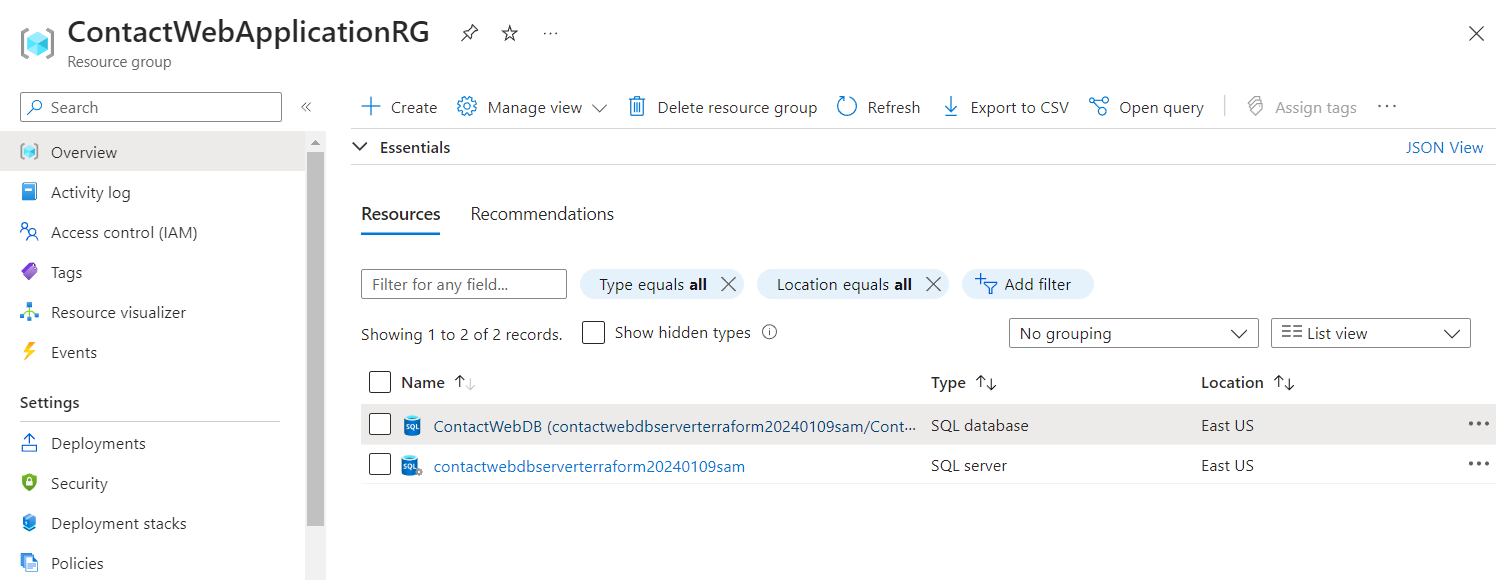 ContactWebApplicationRG
Resource group
Search
Overview
Activity log
Access control (IAM)
Tags
Resource visualizer
Events
Settings
Deployments
Security
Deployment stacks
Policies
Create Manage view Delete resource group Refresh Export to CSV Open query Assign tags ...
Essentials JSON View
Resources Recommendations
Filter for any field... Type equals all Location equals all Add filter
Showing 1 to 2 of 2 records. Show hidden types No grouping List view
Name Type Location
SQL ContactWebDB (contactwebdbserverterraform20240109sam/Cont... SQL database East US
SQL contactwebdbserverterraform20240109sam SQL server East US